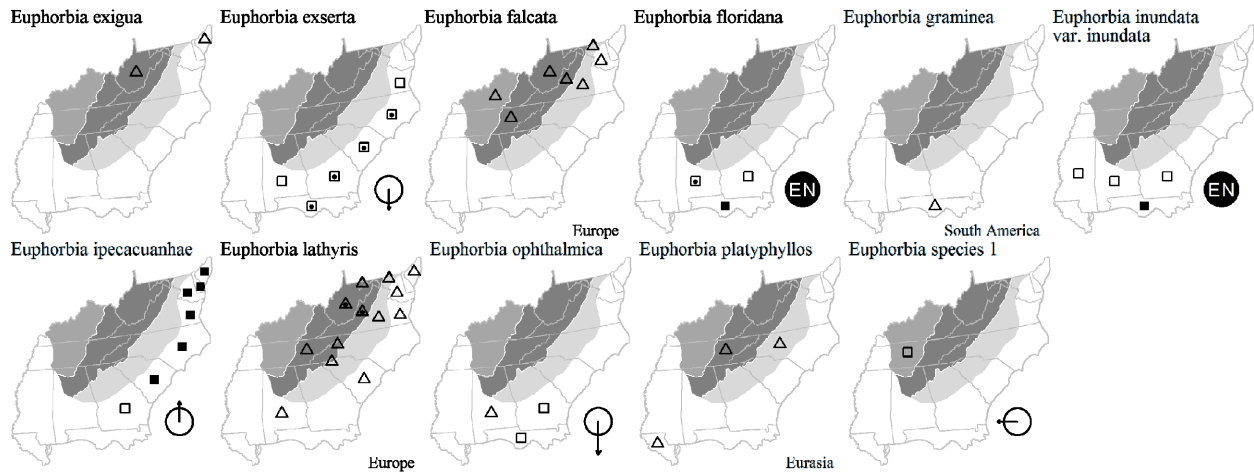 Euphorbia exigua
Euphorbia exserta
Euphorbia falcata
Europe
Euphorbia floridana
EN
Euphorbia graminea
South America
Euphorbia inundata
var. inundata
EN
Euphorbia ipecacuanhae
Euphorbia lathyris
Europe
Euphorbia ophthalmica
Euphorbia platyphyllos
Eurasia
Euphorbia species 1